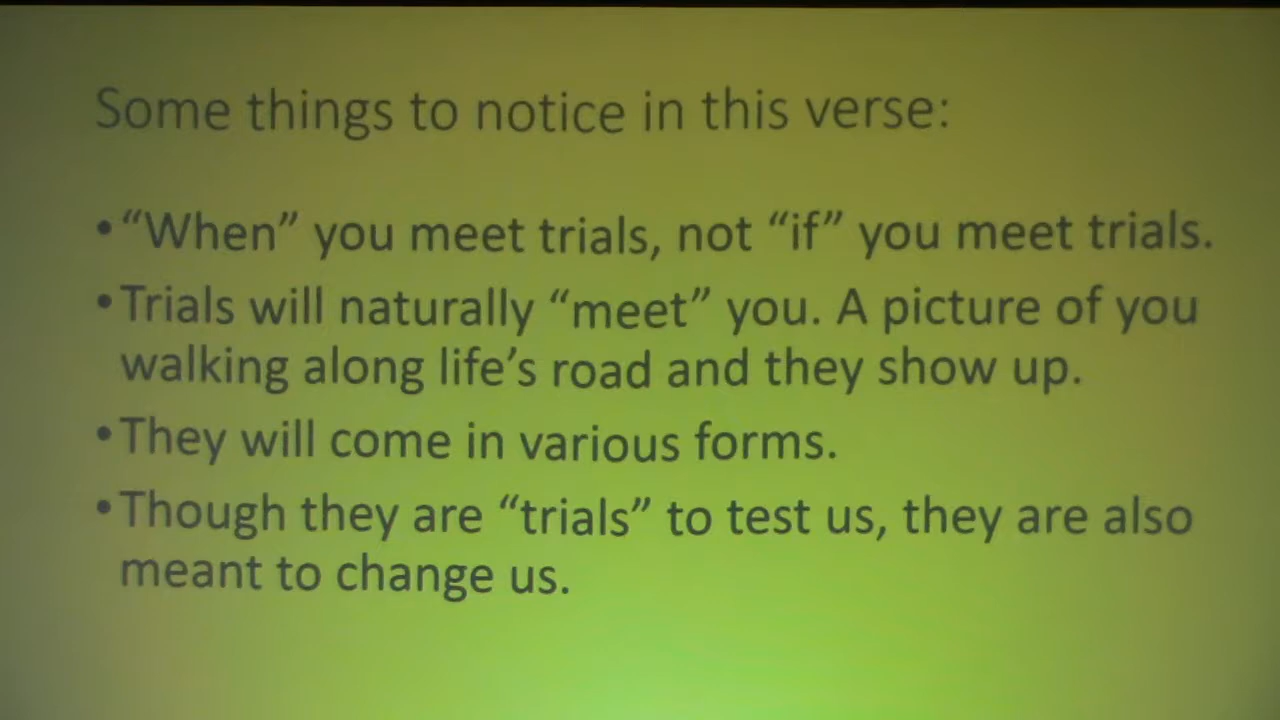 Some things to notice in this verse:
•“When” you meet trials, not “if” you meet trials.
•Trials will naturally “meet” you. A picture of you
walking along life’s road and they show up.
•They will come in various forms.
•Though they are “trials” to test us, they are also
meant to change us.